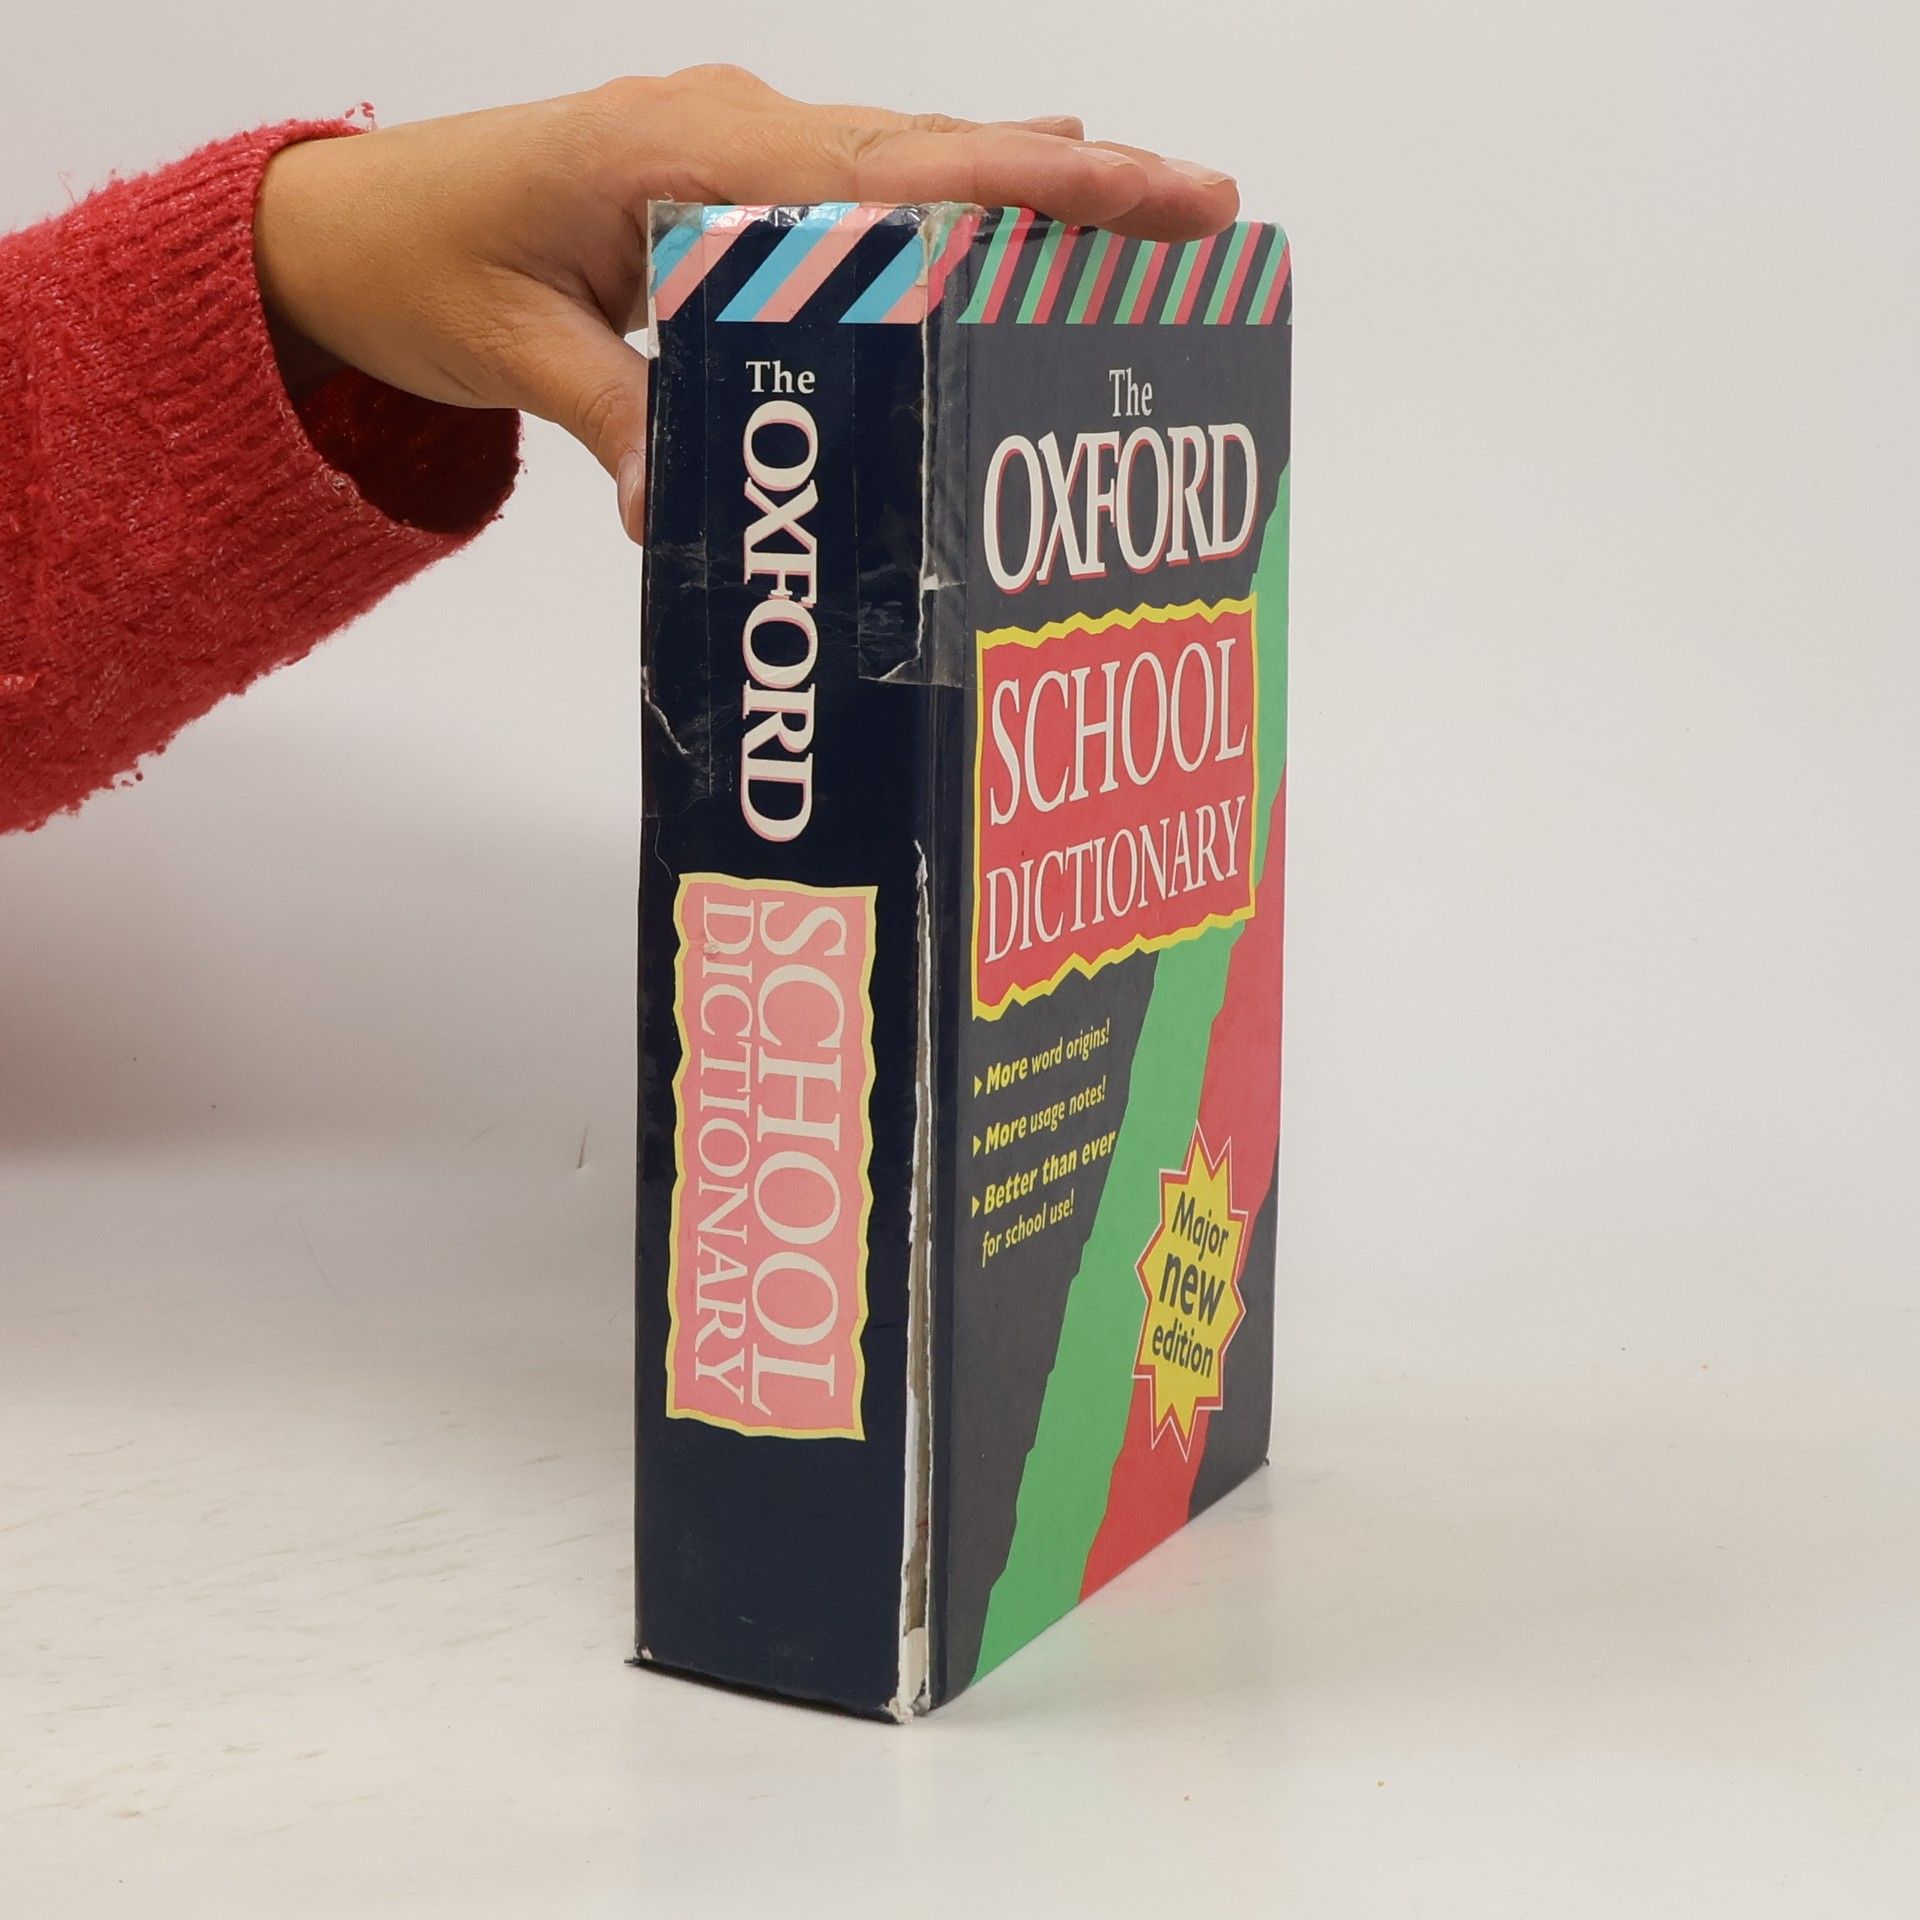 The
OXFORD
SCHOOL
DICTIONARY
The
OXFORD
SCHOOL
DICTIONARY
More word origins!
More usage notes!
Better than ever
for school use!
Major
new
edition